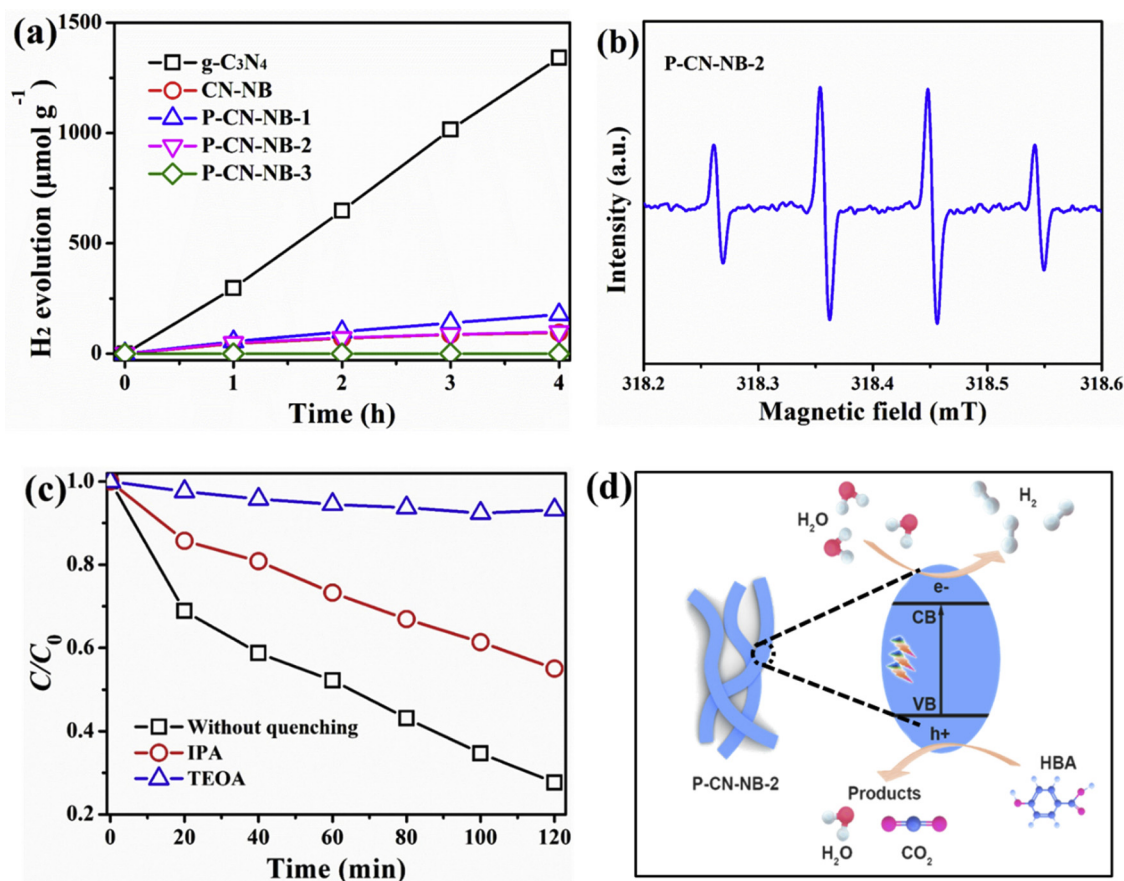 (a)
1500
1000
500
0
H₂ evolution (μmol g⁻¹)
g-C₃N₄
CN-NB
P-CN-NB-1
P-CN-NB-2
P-CN-NB-3
0 1 2 3 4
Time (h)
(b)
P-CN-NB-2
Intensity (a.u.)
318.2 318.3 318.4 318.5 318.6
Magnetic field (mT)
(c)
1.0
0.8
0.6
0.4
0.2
C/C₀
Without quenching
IPA
TEOA
0 20 40 60 80 100 120
Time (min)
(d)
H₂O
H₂
e-
CB
VB
h+
P-CN-NB-2
HBA
Products
H₂O
CO₂